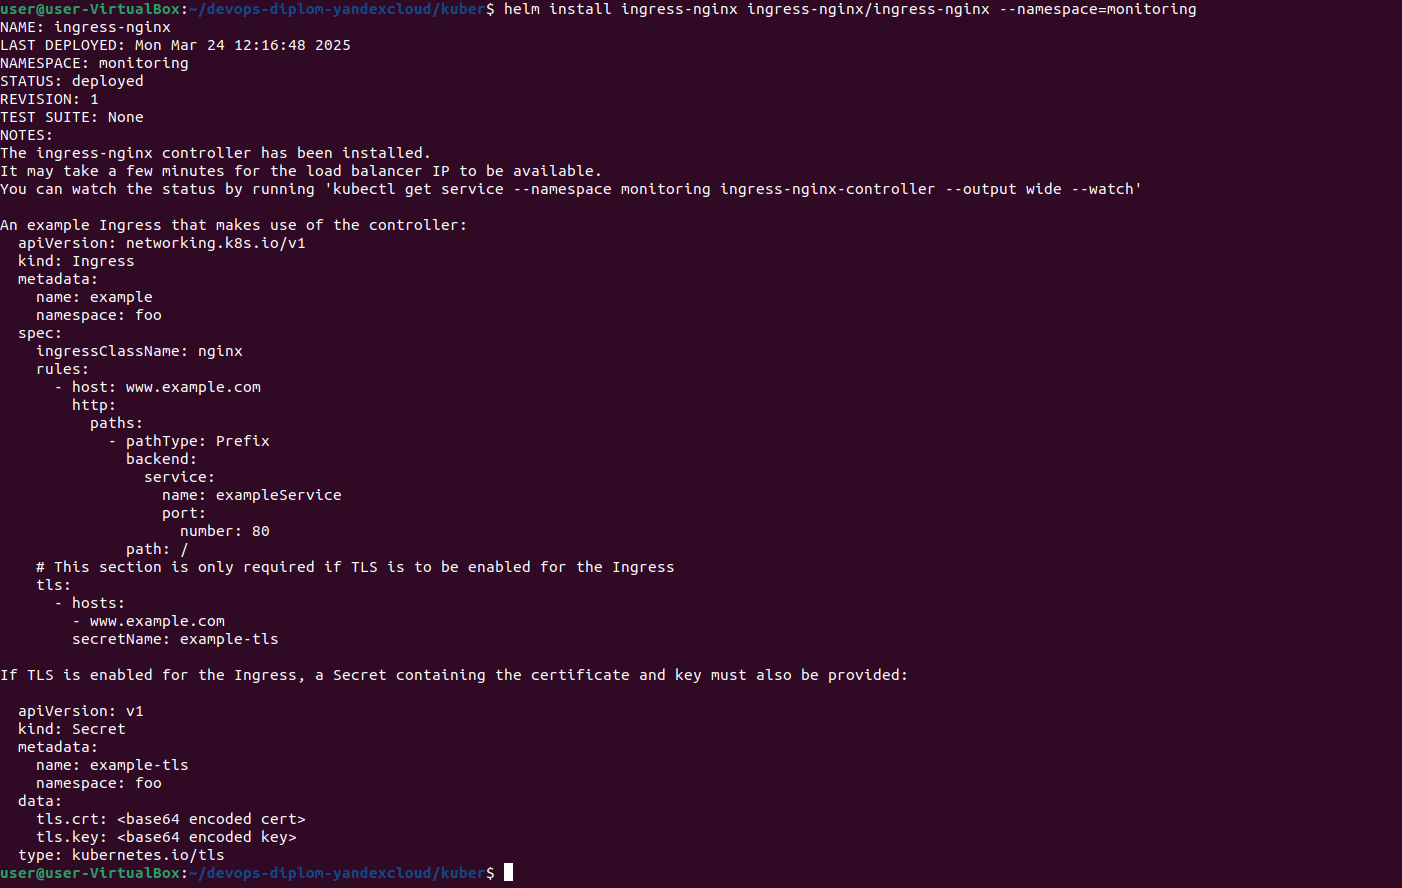 user@user-VirtualBox:~/devops-diplom-yandexcloud/kuber$ helm install ingress-nginx ingress-nginx/ingress-nginx --namespace=monitoring
NAME: ingress-nginx
LAST DEPLOYED: Mon Mar 24 12:16:48 2025
NAMESPACE: monitoring
STATUS: deployed
REVISION: 1
TEST SUITE: None
NOTES:
The ingress-nginx controller has been installed.
It may take a few minutes for the load balancer IP to be available.
You can watch the status by running 'kubectl get service --namespace monitoring ingress-nginx-controller --output wide --watch'

An example Ingress that makes use of the controller:
  apiVersion: networking.k8s.io/v1
  kind: Ingress
  metadata:
    name: example
    namespace: foo
  spec:
    ingressClassName: nginx
    rules:
      - host: www.example.com
        http:
          paths:
            - pathType: Prefix
              backend:
                service:
                  name: exampleService
                  port:
                    number: 80
              path: /
    # This section is only required if TLS is to be enabled for the Ingress
    tls:
      - hosts:
        - www.example.com
        secretName: example-tls

If TLS is enabled for the Ingress, a Secret containing the certificate and key must also be provided:

  apiVersion: v1
  kind: Secret
  metadata:
    name: example-tls
    namespace: foo
  data:
    tls.crt: <base64 encoded cert>
    tls.key: <base64 encoded key>
  type: kubernetes.io/tls
user@user-VirtualBox:~/devops-diplom-yandexcloud/kuber$